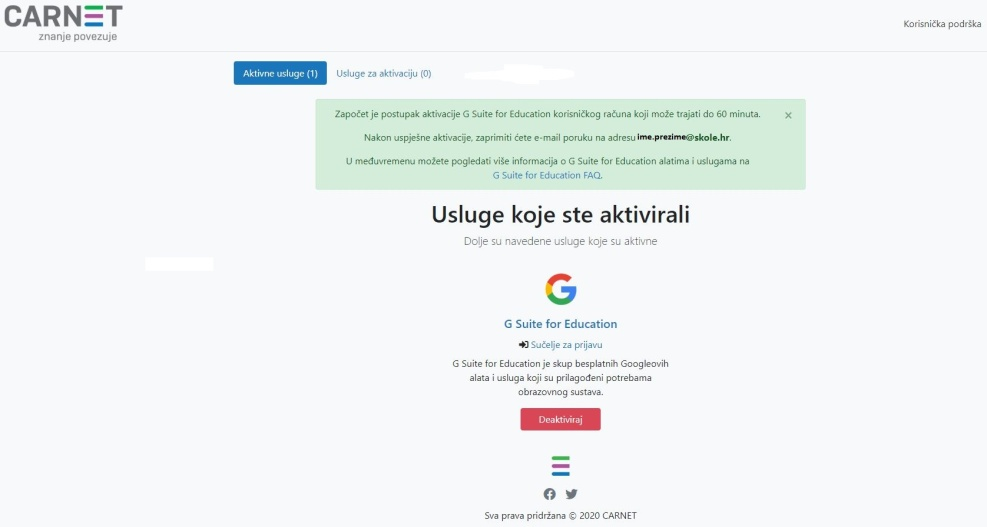 CARNET
znanje povezuje
Korisnička podrška
Aktivne usluge (1)
Usluge za aktivaciju (0)
Započet je postupak aktivacije G Suite for Education korisničkog računa koji može trajati do 60 minuta.
×
Nakon uspješne aktivacije, zaprimiti ćete e-mail poruku na adresu ime.prezime@skole.hr.
U međuvremenu možete pogledati više informacija o G Suite for Education alatima i uslugama na
G Suite for Education FAQ.
Usluge koje ste aktivirali
Dolje su navedene usluge koje su aktivne
G Suite for Education
Sučelje za prijavu
G Suite for Education je skup besplatnih Googleovih
alata i usluga koji su prilagođeni potrebama
obrazovnog sustava.
Deaktiviraj
Sva prava pridržana © 2020 CARNET